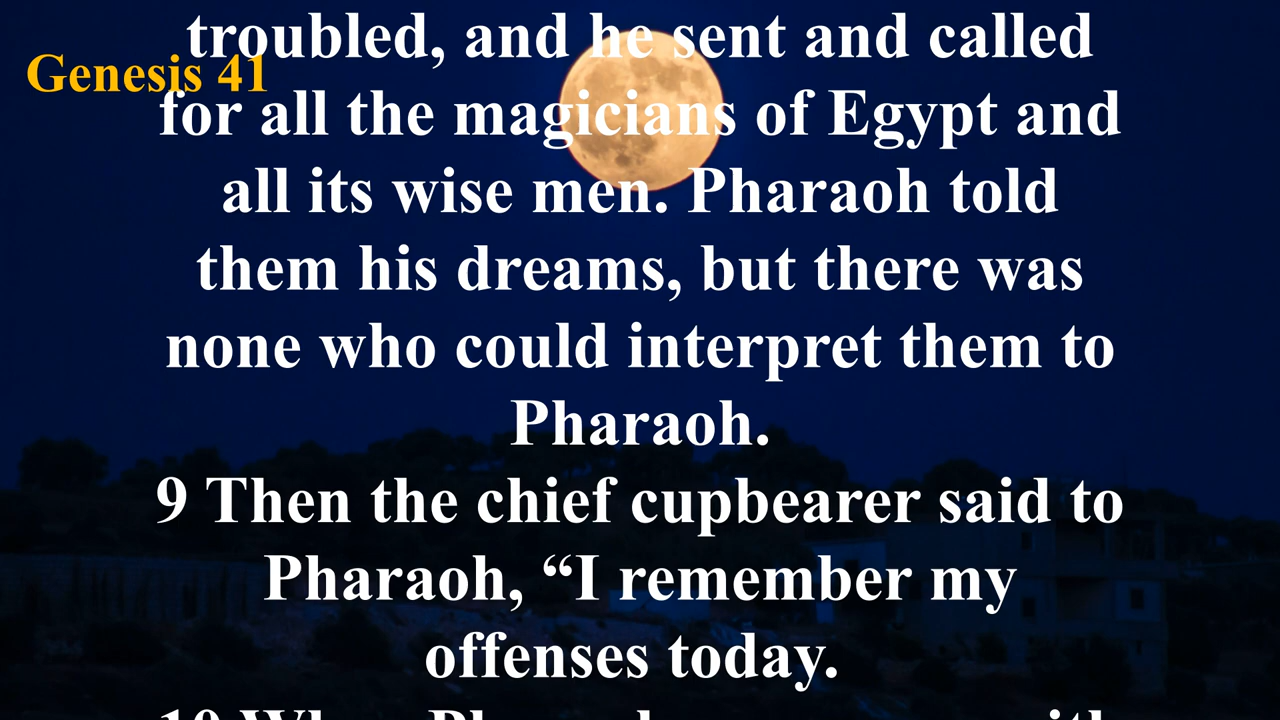 troubled, and he sent and called
Genesis 41
for all the magicians of Egypt and
all its wise men. Pharaoh told
them his dreams, but there was
none who could interpret them to
Pharaoh.
9 Then the chief cupbearer said to
Pharaoh, “I remember my
offenses today.